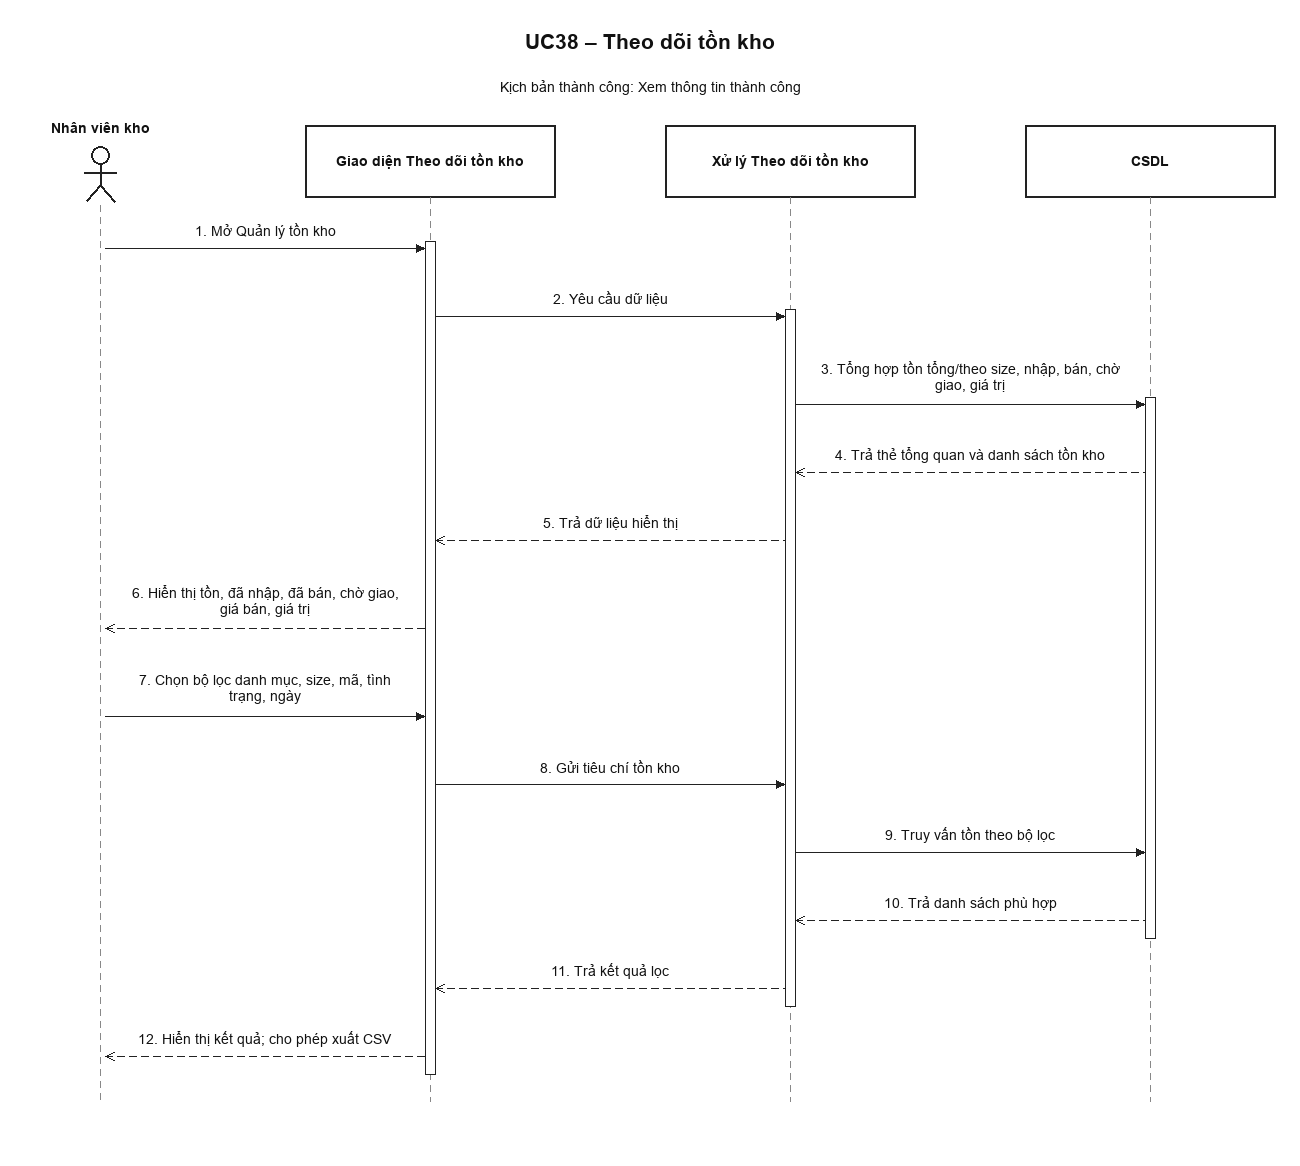 UC38 – Theo dõi tồn kho
Kịch bản thành công: Xem thông tin thành công
Nhân viên kho
Giao diện Theo dõi tồn kho
Xử lý Theo dõi tồn kho
CSDL
1. Mở Quản lý tồn kho
2. Yêu cầu dữ liệu
3. Tổng hợp tồn tổng/theo size, nhập, bán, chờ
giao, giá trị
4. Trả thẻ tổng quan và danh sách tồn kho
5. Trả dữ liệu hiển thị
6. Hiển thị tồn, đã nhập, đã bán, chờ giao,
giá bán, giá trị
7. Chọn bộ lọc danh mục, size, mã, tình
trạng, ngày
8. Gửi tiêu chí tồn kho
9. Truy vấn tồn theo bộ lọc
10. Trả danh sách phù hợp
11. Trả kết quả lọc
12. Hiển thị kết quả; cho phép xuất CSV